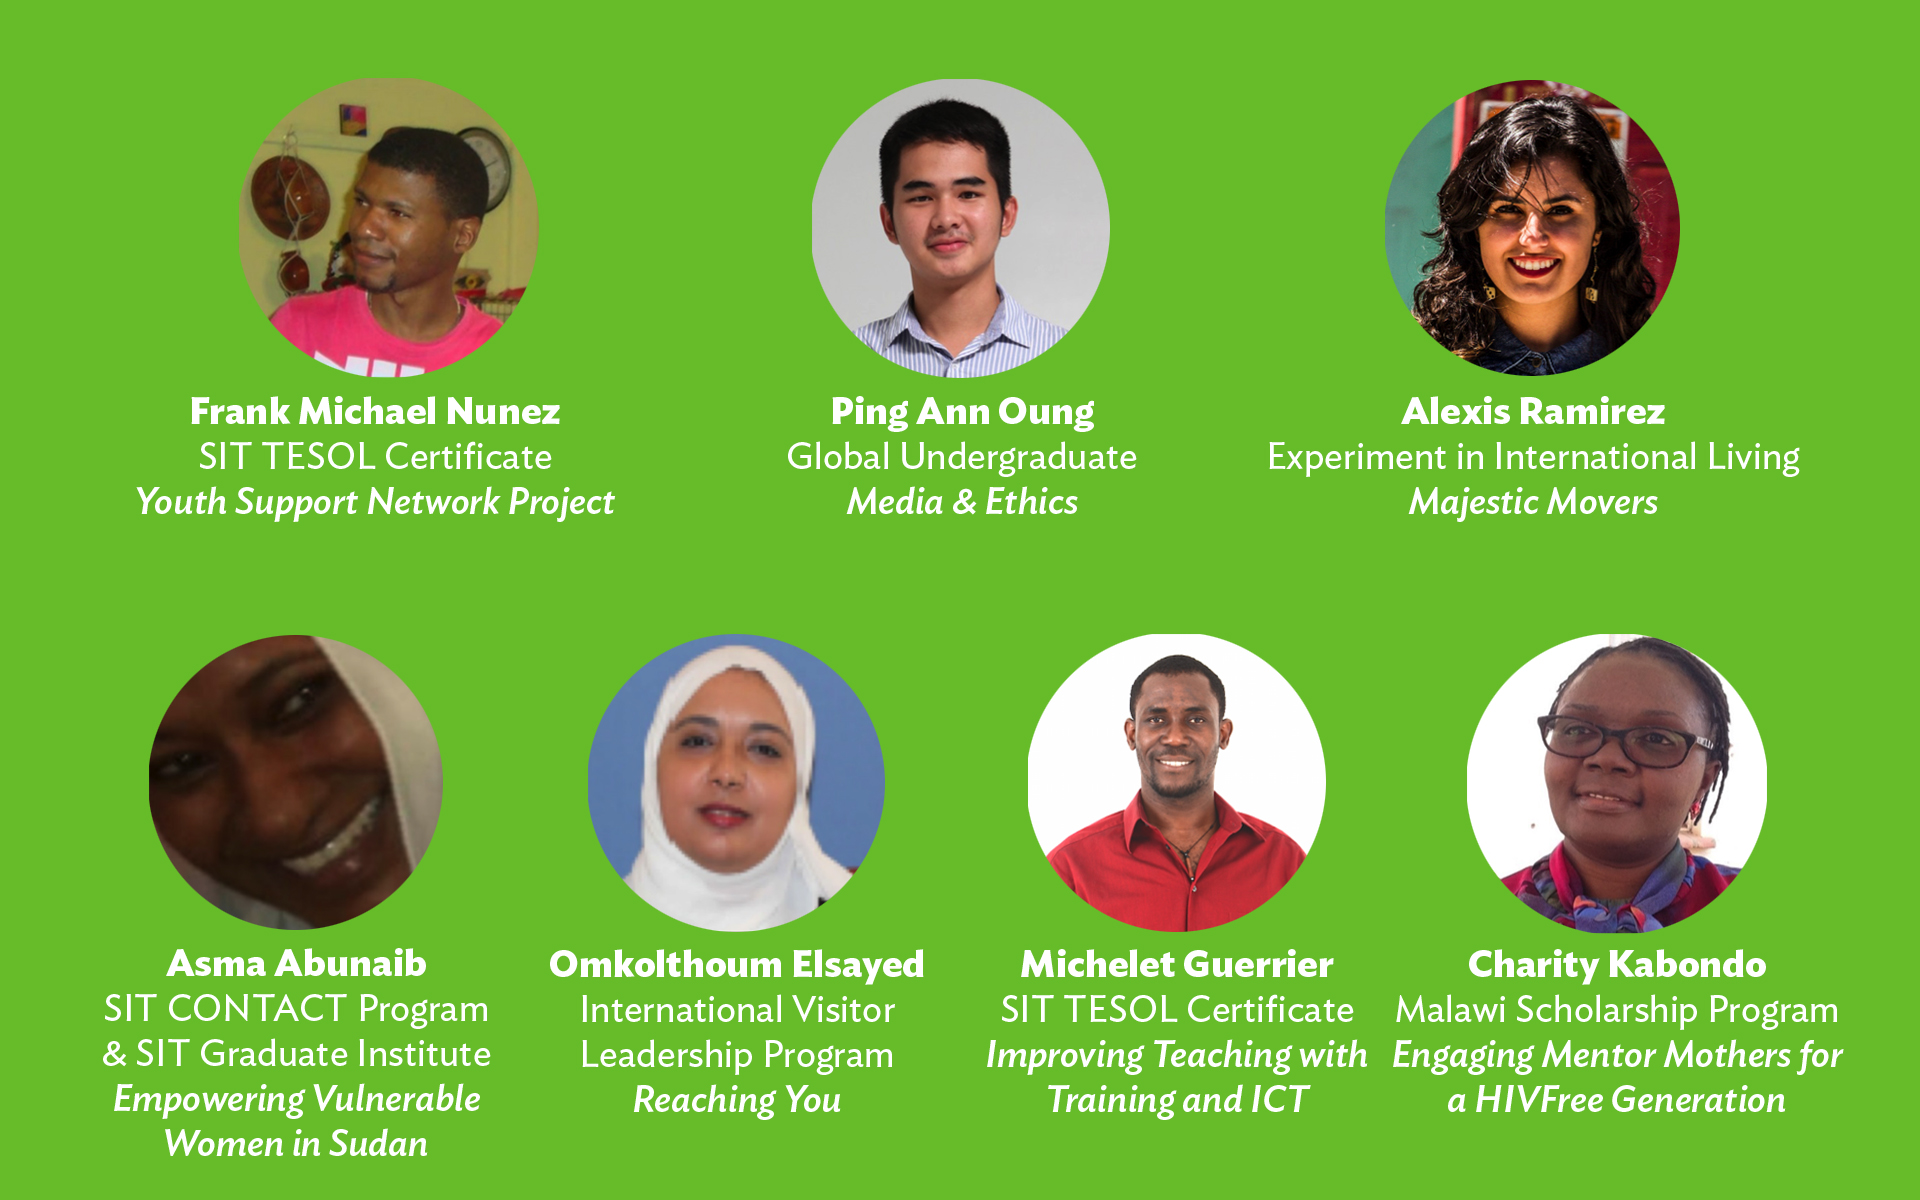 Frank Michael Nunez
SIT TESOL Certificate
Youth Support Network Project
Ping Ann Oung
Global Undergraduate
Media & Ethics
Alexis Ramirez
Experiment in International Living
Majestic Movers
Asma Abunaib
SIT CONTACT Program
& SIT Graduate Institute
Empowering Vulnerable
Women in Sudan
Omkolthoum Elsayed
International Visitor
Leadership Program
Reaching You
Michelet Guerrier
SIT TESOL Certificate
Improving Teaching with
Training and ICT
Charity Kabondo
Malawi Scholarship Program
Engaging Mentor Mothers for
a HIVFree Generation